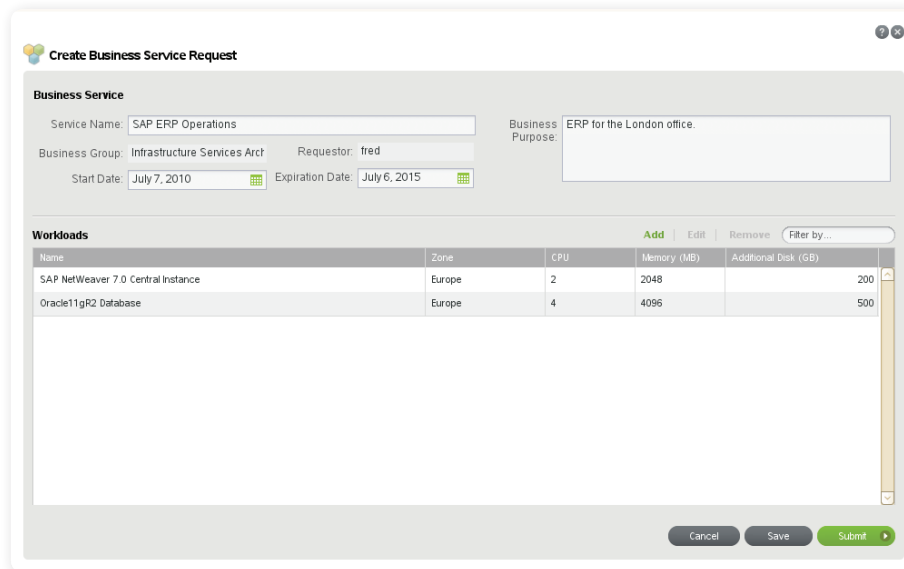 Create Business Service Request
Business Service
Service Name: SAP ERP Operations
Business Purpose: ERP for the London office.
Business Group: Infrastructure Services Arch
Requestor: fred
Start Date: July 7, 2010
Expiration Date: July 6, 2015
Workloads
Add | Edit | Remove Filter by...
Name Zone CPU Memory (MB) Additional Disk (GB)
SAP NetWeaver 7.0 Central Instance Europe 2 2048 200
Oracle11gR2 Database Europe 4 4096 500
Cancel Save Submit